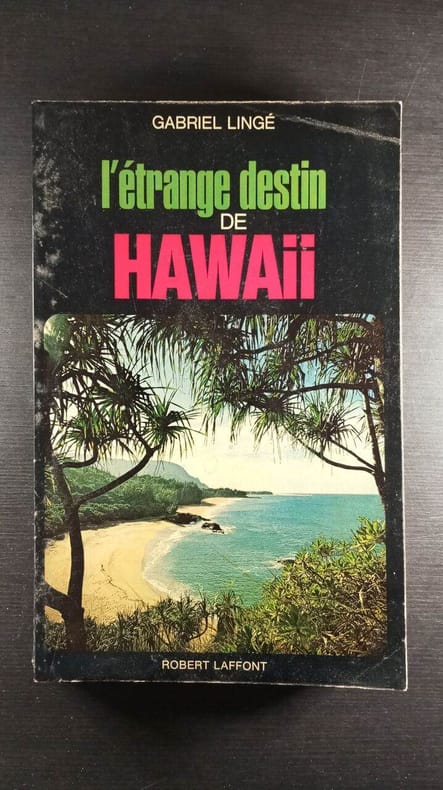 GABRIEL LINGÉ
l'étrange destin
DE
HAWAii
ROBERT LAFFONT